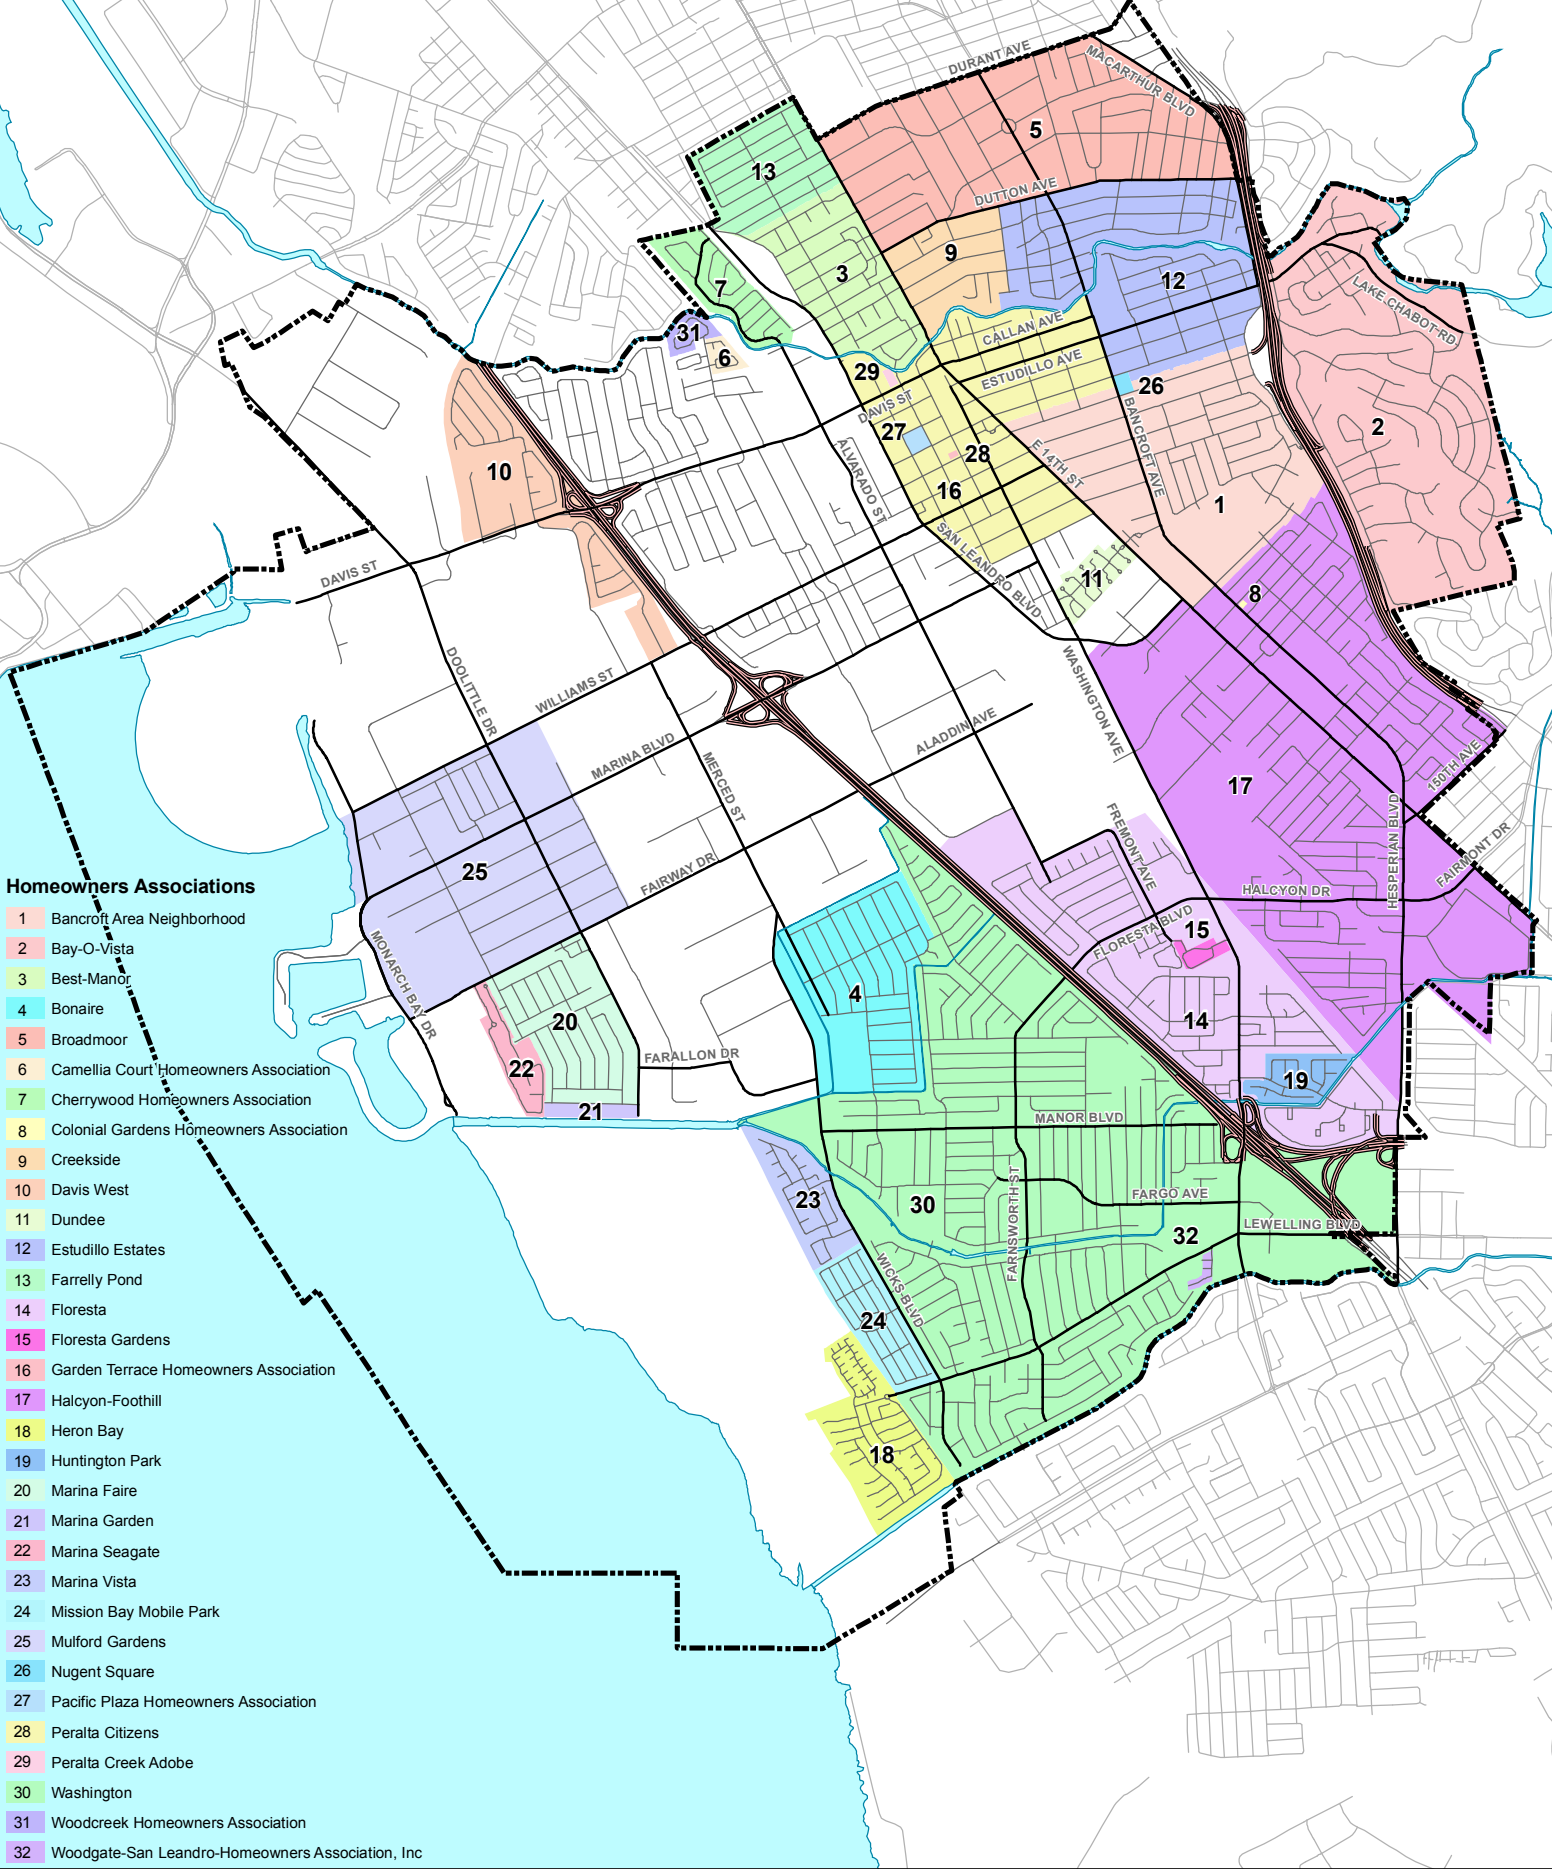 DURANT AVE
MACARTHUR BLVD
5
13
DUTTON AVE
9
3
12
7
LAKE CHABOT RD.
31
6
CALLAN AVE
29
ESTUDILLO AVE
26
DAVIS ST
BANCROFT AVE
2
27
28
E 14TH ST
ALVARADO ST
10
16
1
SAN LEANDRO BLVD
DAVIS ST
11
8
DOOLITTLE DR
WILLIAMS ST
WASHINGTON AVE
ALADDIN AVE
MARINA BLVD
MERCED ST
150TH AVE
17
HESPERIAN BLVD
FREMONT AVE
FAIRMONT DR
25
FAIRWAY DR
HALCYON DR
FLORESTA BLVD
15
MONARCH BAY DR
4
20
14
22
FARALLON DR
19
21
MANOR BLVD
23
30
FARNSWORTH ST
FARGO AVE
32
LEWELLING BLVD
WICKS BLVD
24
18
Homeowners Associations
1 Bancroft Area Neighborhood
2 Bay-O-Vista
3 Best-Manor
4 Bonaire
5 Broadmoor
6 Camellia Court Homeowners Association
7 Cherrywood Homeowners Association
8 Colonial Gardens Homeowners Association
9 Creekside
10 Davis West
11 Dundee
12 Estudillo Estates
13 Farrelly Pond
14 Floresta
15 Floresta Gardens
16 Garden Terrace Homeowners Association
17 Halcyon-Foothill
18 Heron Bay
19 Huntington Park
20 Marina Faire
21 Marina Garden
22 Marina Seagate
23 Marina Vista
24 Mission Bay Mobile Park
25 Mulford Gardens
26 Nugent Square
27 Pacific Plaza Homeowners Association
28 Peralta Citizens
29 Peralta Creek Adobe
30 Washington
31 Woodcreek Homeowners Association
32 Woodgate-San Leandro-Homeowners Association, Inc